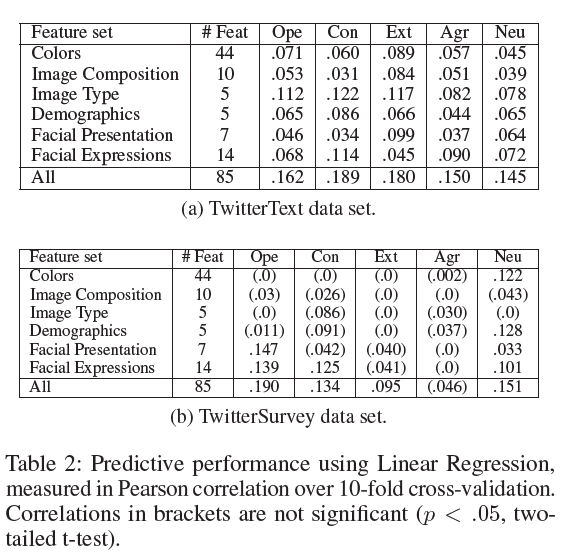 Feature set # Feat Ope Con Ext Agr Neu
Colors 44 .071 .060 .089 .057 .045
Image Composition 10 .053 .031 .084 .051 .039
Image Type 5 .112 .122 .117 .082 .078
Demographics 5 .065 .086 .066 .044 .065
Facial Presentation 7 .046 .034 .099 .037 .064
Facial Expressions 14 .068 .114 .045 .090 .072
All 85 .162 .189 .180 .150 .145
(a) TwitterText data set.
Feature set # Feat Ope Con Ext Agr Neu
Colors 44 (.0) (.0) (.0) (.002) .122
Image Composition 10 (.03) (.026) (.0) (.0) (.043)
Image Type 5 (.0) (.086) (.0) (.030) (.0)
Demographics 5 (.011) (.091) (.0) (.037) .128
Facial Presentation 7 .147 (.042) (.040) (.0) .033
Facial Expressions 14 .139 .125 (.041) (.0) .101
All 85 .190 .134 .095 (.046) .151
(b) TwitterSurvey data set.
Table 2: Predictive performance using Linear Regression,
measured in Pearson correlation over 10-fold cross-validation.
Correlations in brackets are not significant (p < .05, two-
tailed t-test).